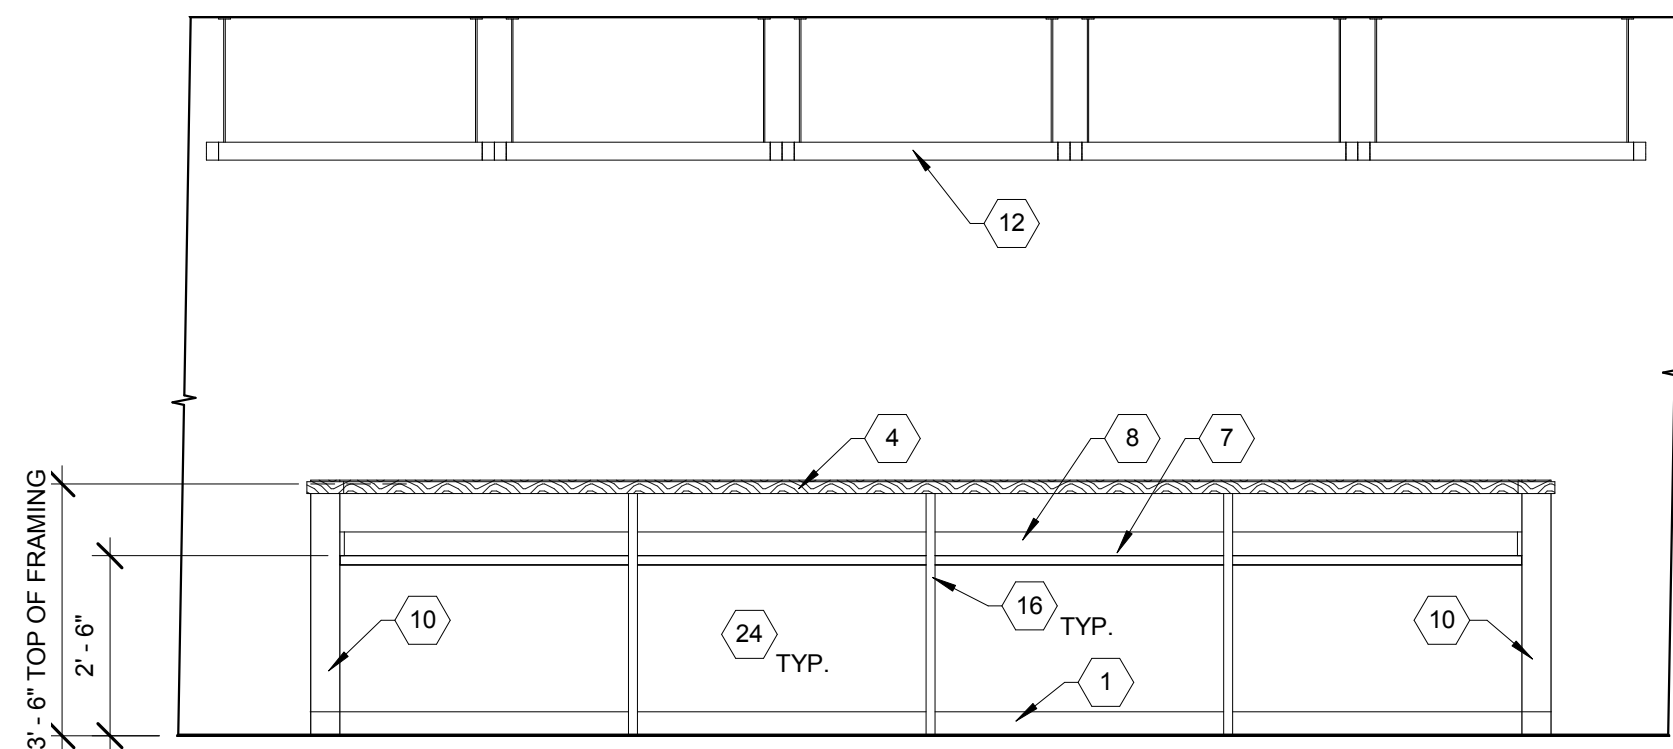 12
4
8
7
3' - 6" TOP OF FRAMING
2' - 6"
10
24
TYP.
16
TYP.
10
1